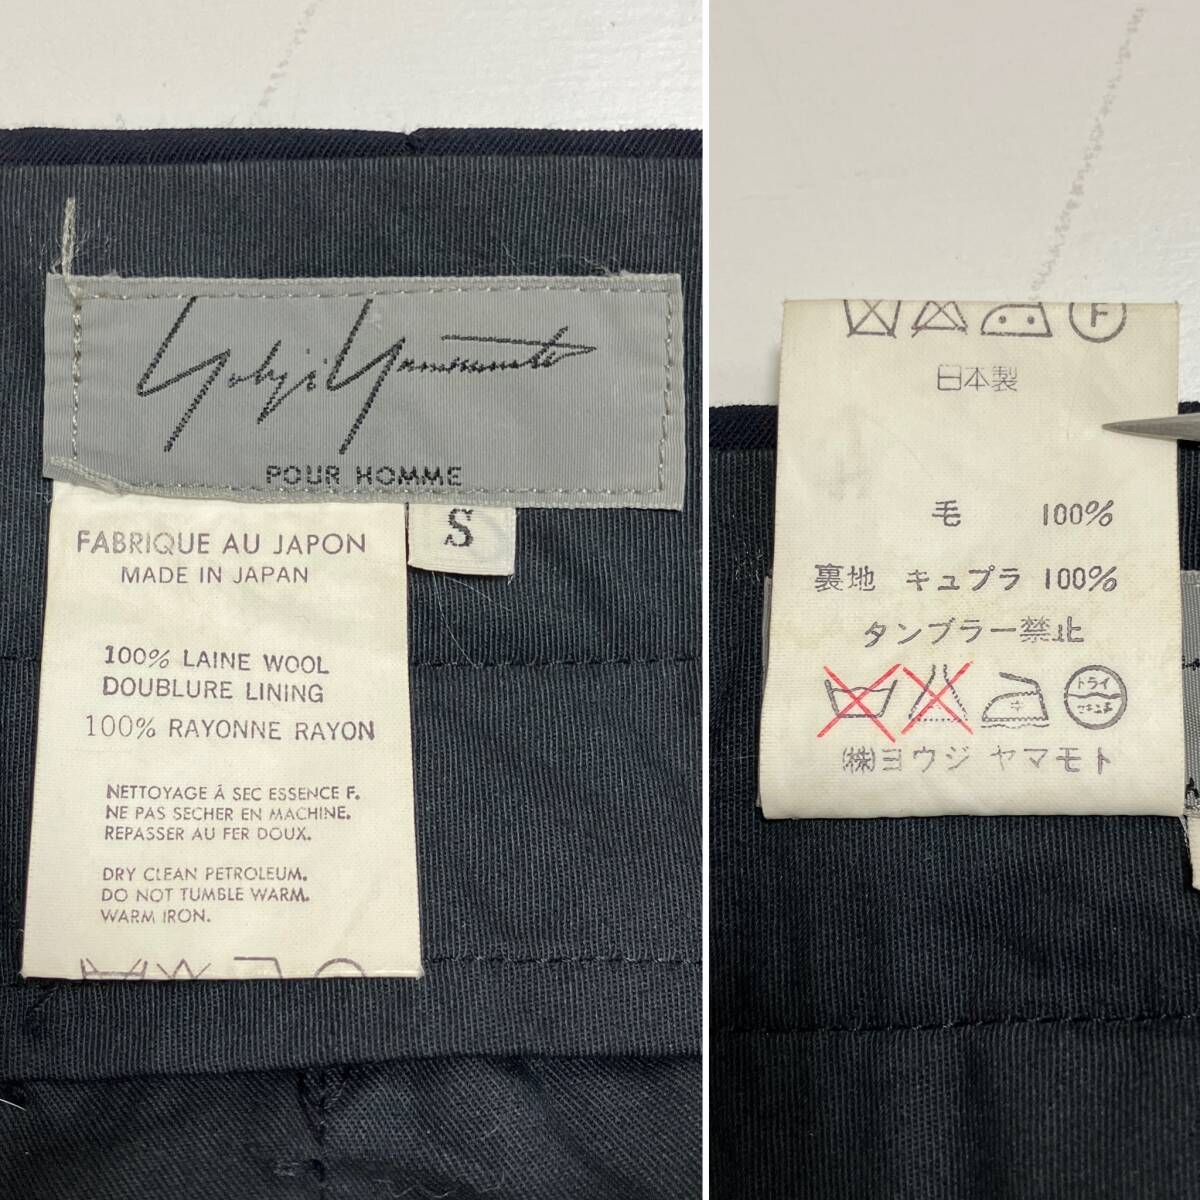 Yohji Yamamoto
POUR HOMME
S
FABRIQUE AU JAPON
MADE IN JAPAN
100% LAINE WOOL
DOUBLURE LINING
100% RAYONNE RAYON
NETTOYAGE À SEC ESSENCE F.
NE PAS SECHER EN MACHINE.
REPASSER AU FER DOUX.
DRY CLEAN PETROLEUM.
DO NOT TUMBLE WARM.
WARM IRON.
F
日本製
毛 100%
裏地 キュプラ 100%
タンブラー禁止
ドライ
(株)ヨウジ ヤマモト